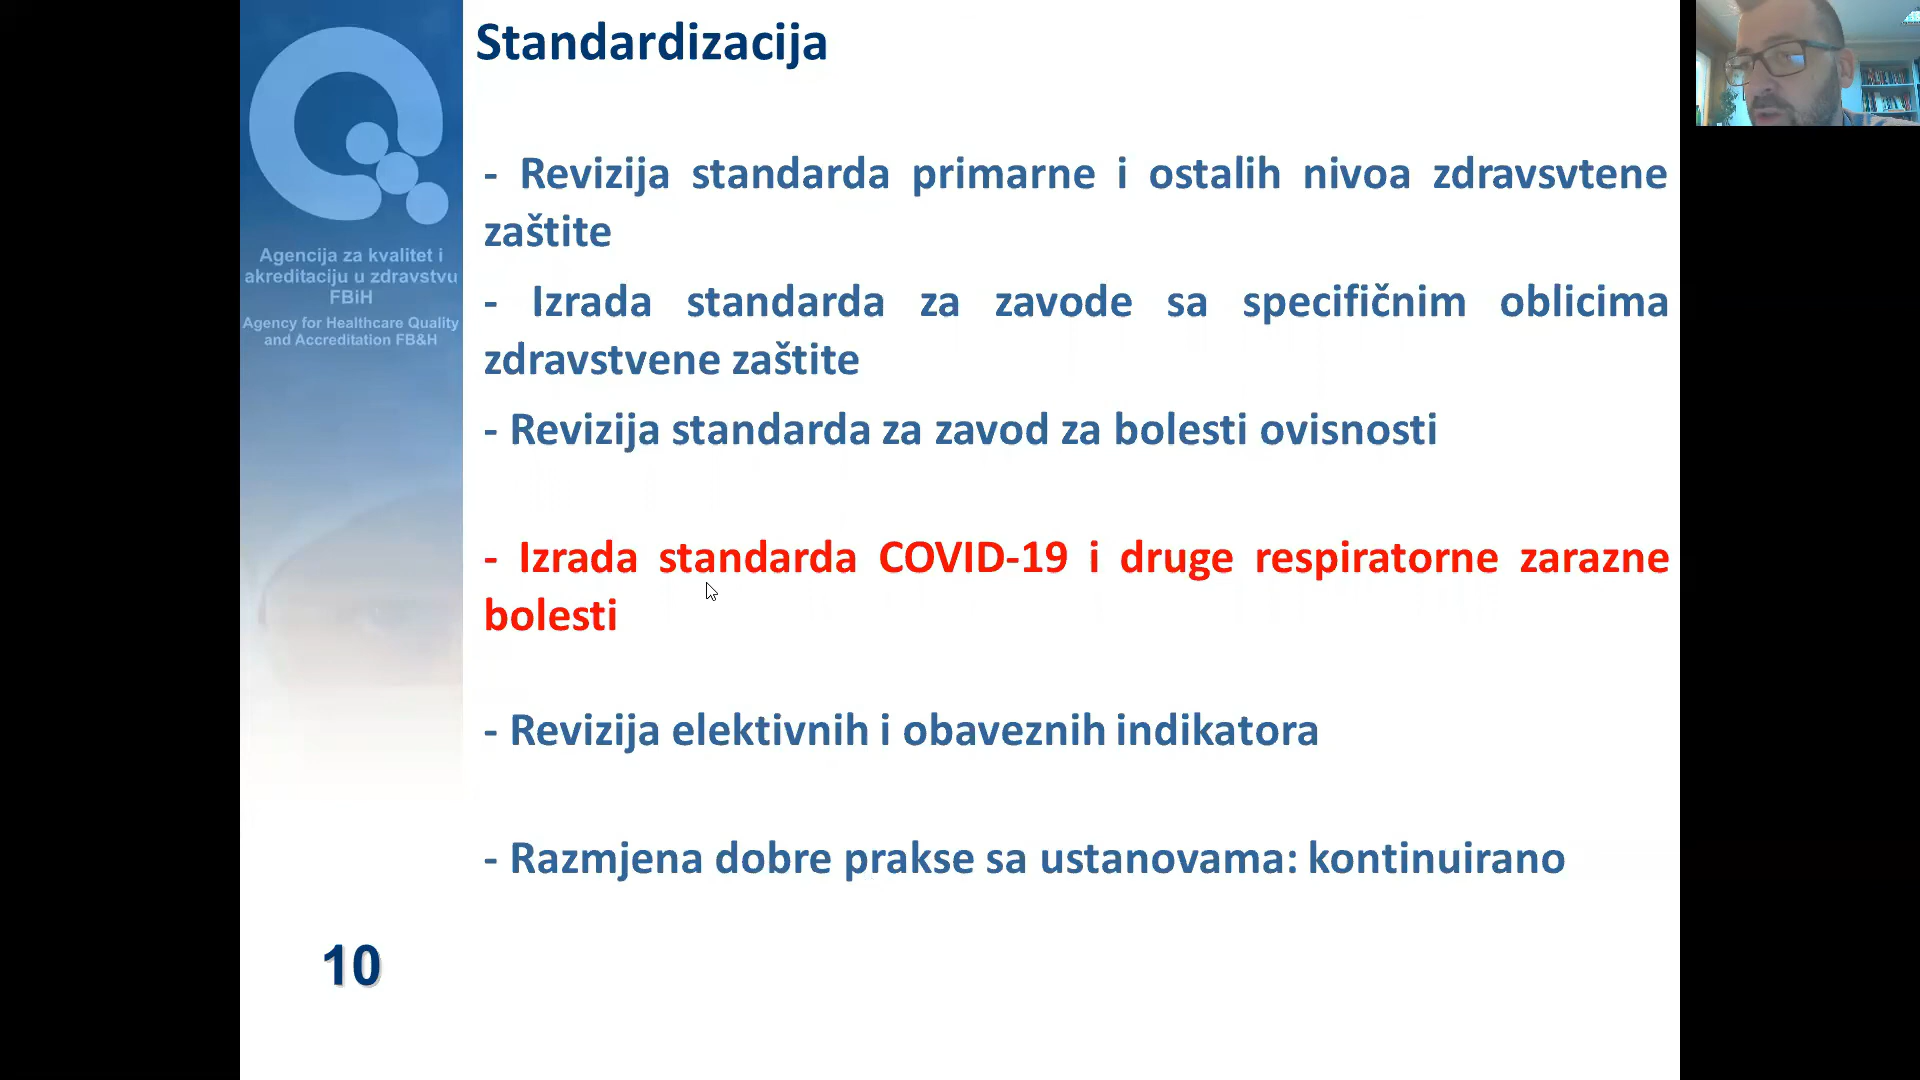 Standardizacija
Agencija za kvalitet i
akreditaciju u zdravstvu
FBiH
Agency for Healthcare Quality
and Accreditation FB&H
- Revizija standarda primarne i ostalih nivoa zdravsvtene
zaštite
- Izrada standarda za zavode sa specifičnim oblicima
zdravstvene zaštite
- Revizija standarda za zavod za bolesti ovisnosti
- Izrada standarda COVID-19 i druge respiratorne zarazne
bolesti
- Revizija elektivnih i obaveznih indikatora
- Razmjena dobre prakse sa ustanovama: kontinuirano
10